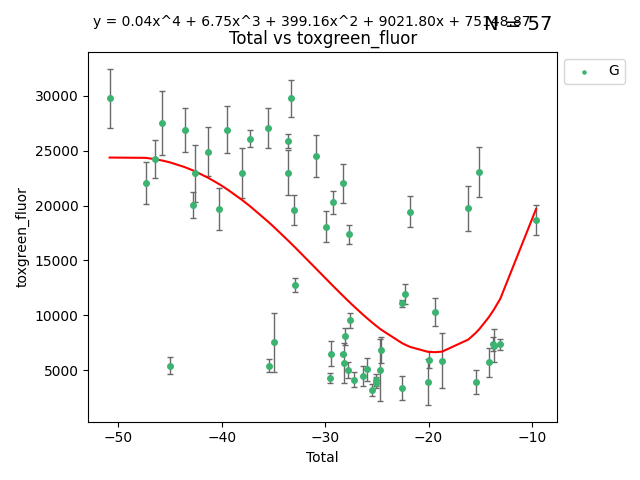 y = 0.04x^4 + 6.75x^3 + 399.16x^2 + 9021.80x + 75148.87
N = 57
Total vs toxgreen_fluor
G
30000
25000
20000
15000
10000
5000
toxgreen_fluor
−50
−40
−30
−20
−10
Total